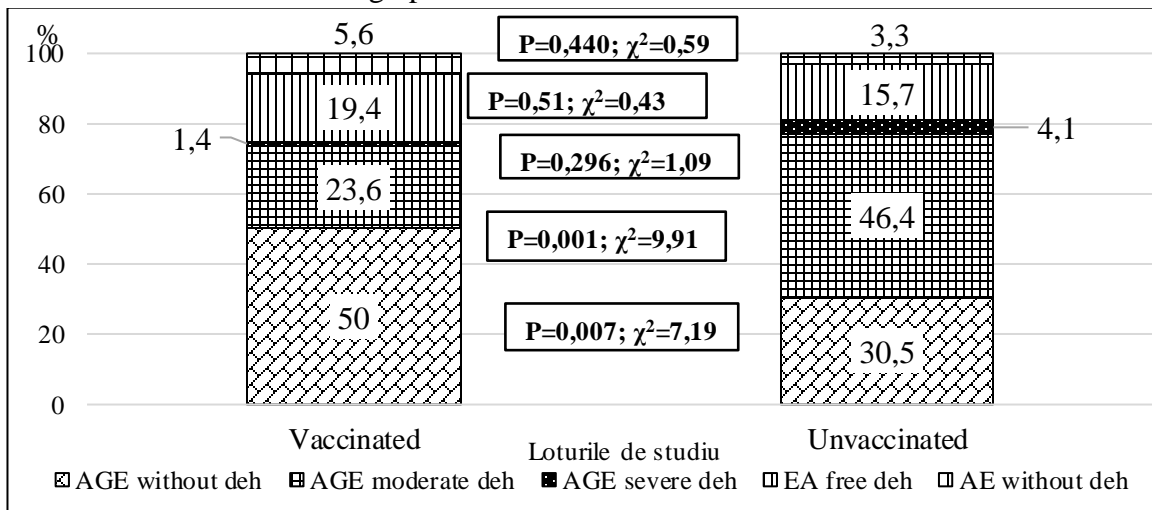 %
5,6
P=0,440; χ²=0,59
3,3
100
19,4
P=0,51; χ²=0,43
15,7
80
1,4
4,1
P=0,296; χ²=1,09
23,6
46,4
60
P=0,001; χ²=9,91
40
50
P=0,007; χ²=7,19
30,5
20
0
Vaccinated
Unvaccinated
Loturile de studiu
AGE without deh AGE moderate deh AGE severe deh EA free deh AE without deh